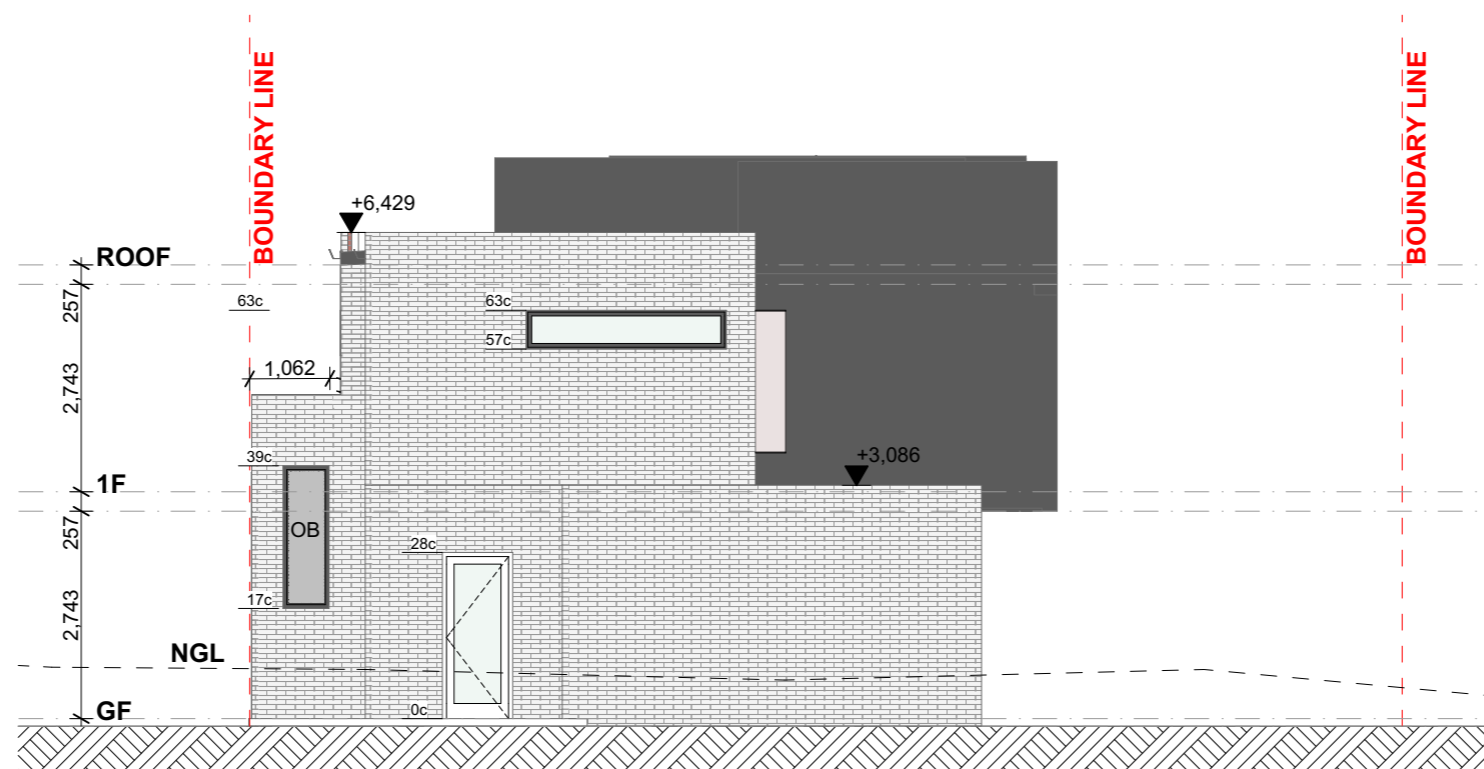 BOUNDARY LINE
BOUNDARY LINE
+6,429
ROOF
257
63c
63c
57c
1,062
2,743
39c
+3,086
1F
257
OB
28c
17c
2,743
NGL
GF
0c